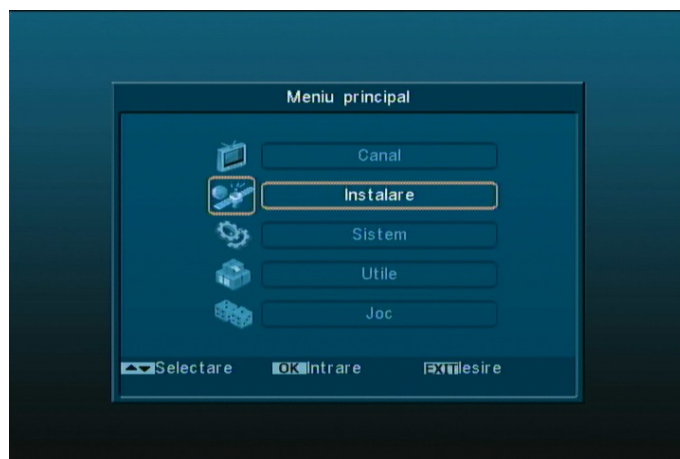 Meniu principal
Canal
Instalare
Sistem
Utile
Joc
Selectare OK Intrare EXIT Iesire